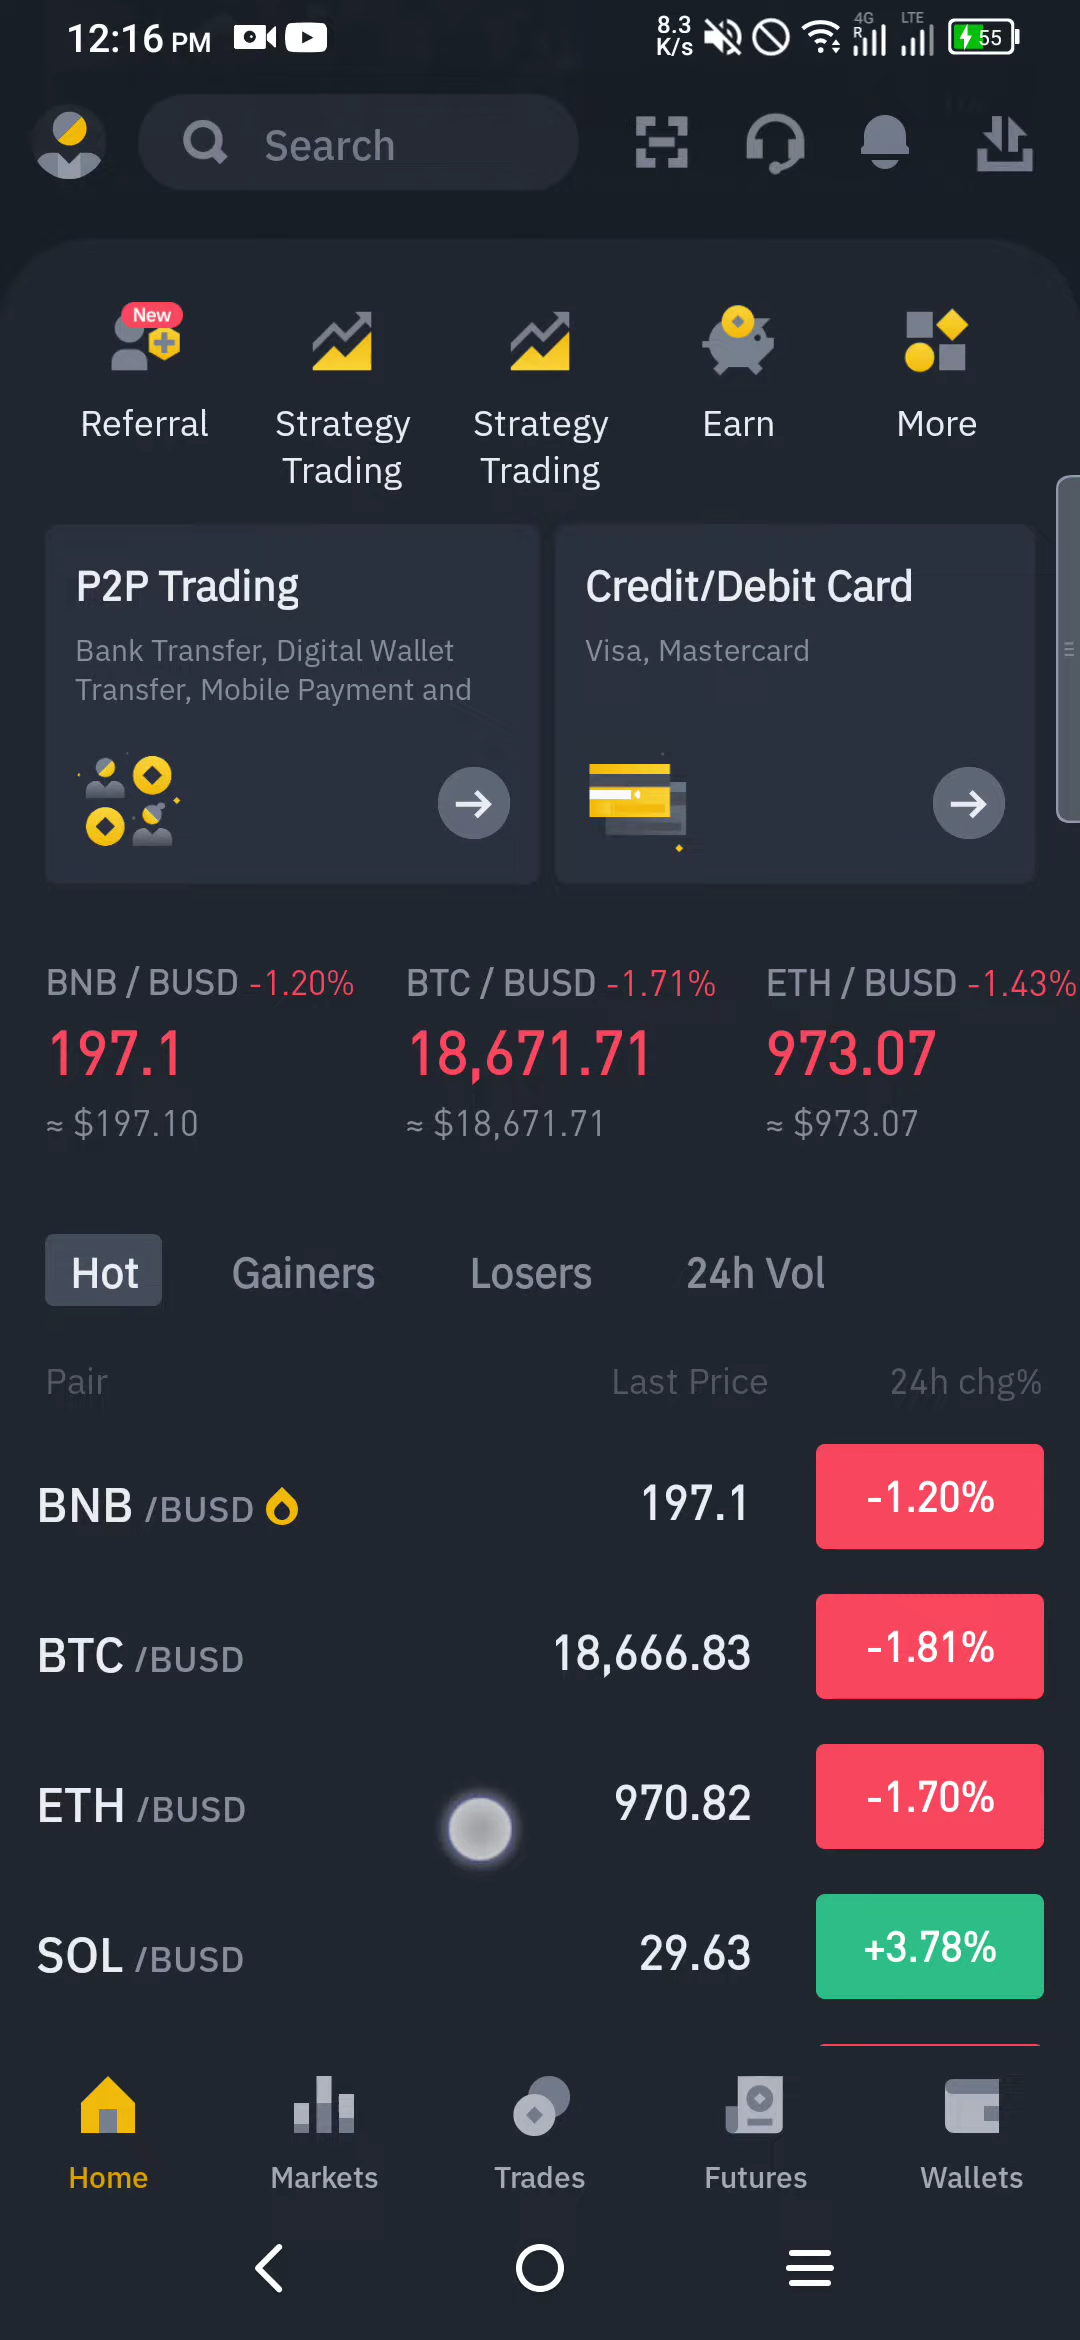 12:16 PM
8.3
K/s
4G
R
LTE
55
Search
New
Referral
Strategy
Trading
Strategy
Trading
Earn
More
P2P Trading
Bank Transfer, Digital Wallet
Transfer, Mobile Payment and
Credit/Debit Card
Visa, Mastercard
BNB / BUSD -1.20%
197.1
≈ $197.10
BTC / BUSD -1.71%
18,671.71
≈ $18,671.71
ETH / BUSD -1.43%
973.07
≈ $973.07
Hot Gainers Losers 24h Vol
Pair Last Price 24h chg%
BNB /BUSD 197.1 -1.20%
BTC /BUSD 18,666.83 -1.81%
ETH /BUSD 970.82 -1.70%
SOL /BUSD 29.63 +3.78%
Home Markets Trades Futures Wallets